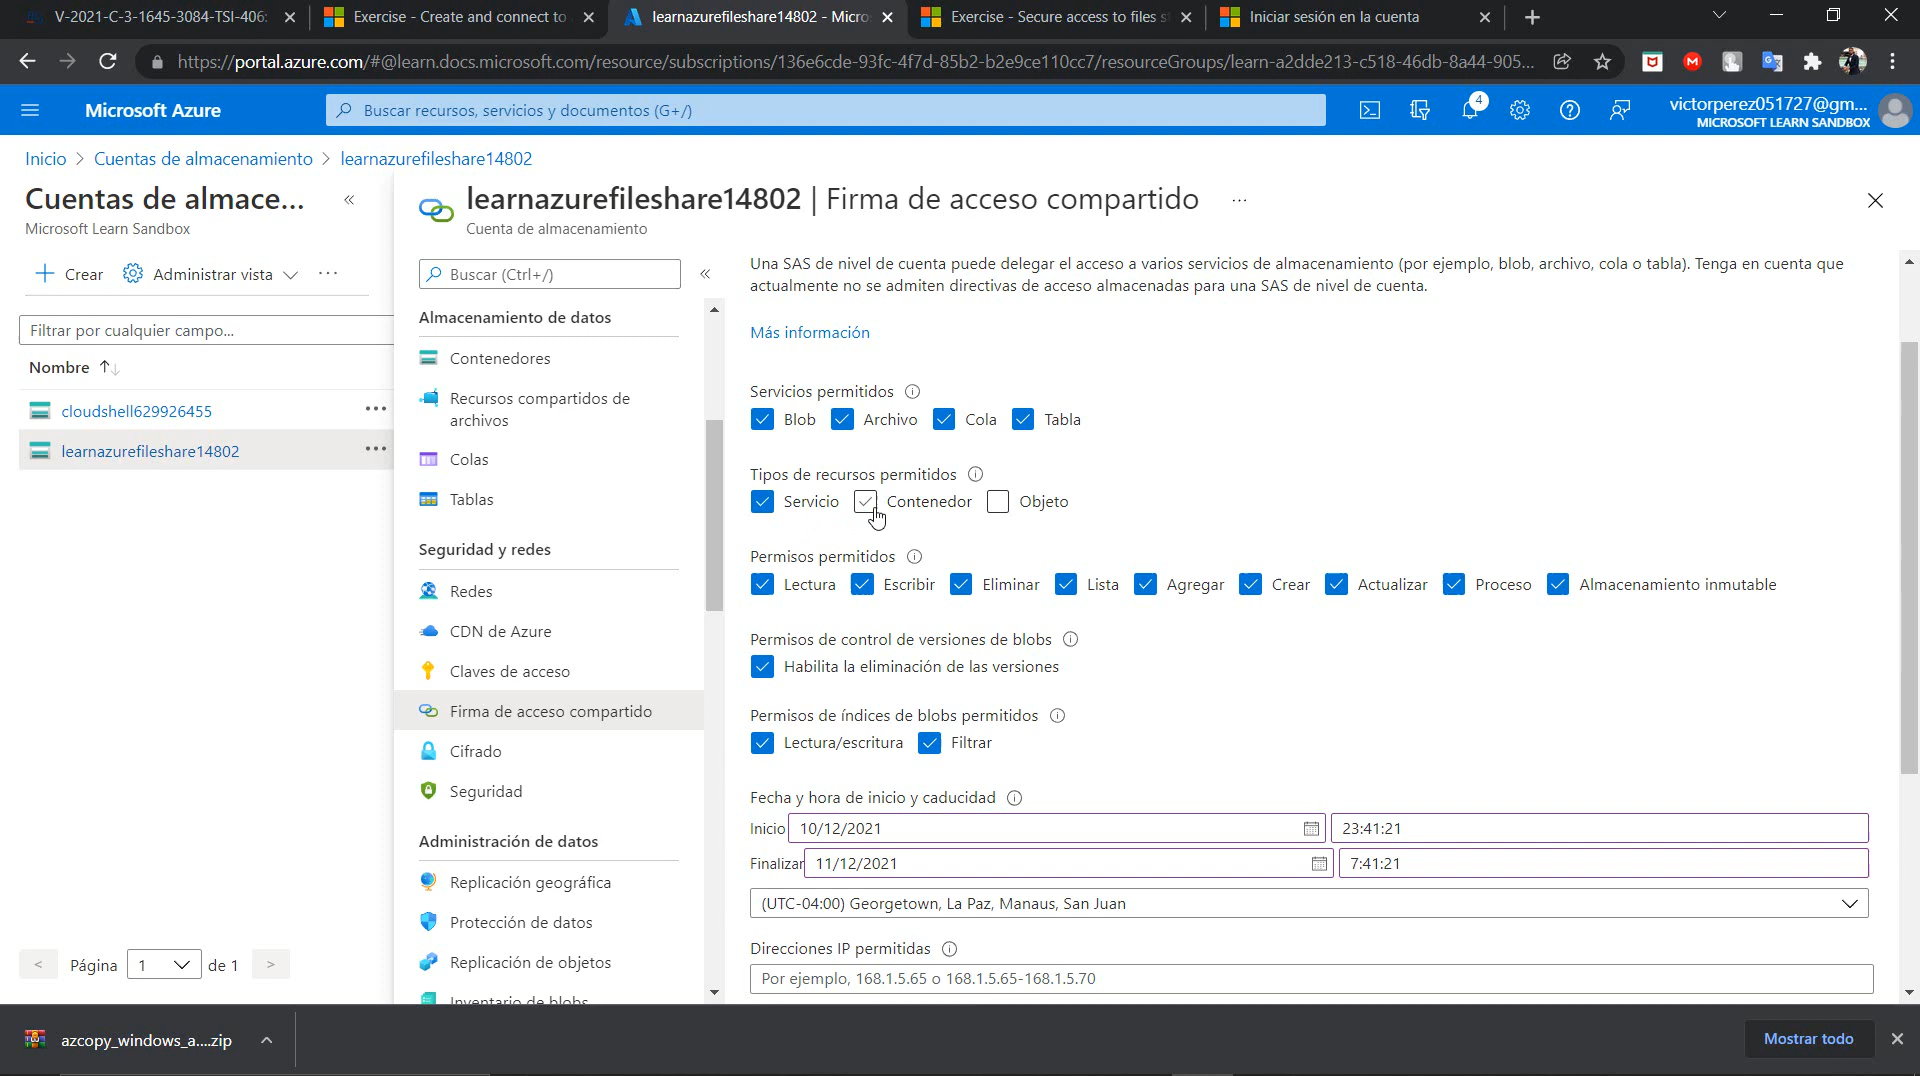 V-2021-C-3-1645-3084-TSI-406:
Exercise - Create and connect to
learnazurefileshare14802 - Micro
Exercise - Secure access to files s
Iniciar sesión en la cuenta
https://portal.azure.com/#@learn.docs.microsoft.com/resource/subscriptions/136e6cde-93fc-4f7d-85b2-b2e9ce110cc7/resourceGroups/learn-a2dde213-c518-46db-8a44-905...
Microsoft Azure
Buscar recursos, servicios y documentos (G+/)
4
victorperez051727@gm...
MICROSOFT LEARN SANDBOX
Inicio > Cuentas de almacenamiento > learnazurefileshare14802
Cuentas de almace... «
Microsoft Learn Sandbox
+ Crear Administrar vista ...
Filtrar por cualquier campo...
Nombre ↑↓
cloudshell629926455 ...
learnazurefileshare14802 ...
< Página 1 de 1 >
learnazurefileshare14802 | Firma de acceso compartido ...
Cuenta de almacenamiento
Buscar (Ctrl+/) «
Almacenamiento de datos
Contenedores
Recursos compartidos de
archivos
Colas
Tablas
Seguridad y redes
Redes
CDN de Azure
Claves de acceso
Firma de acceso compartido
Cifrado
Seguridad
Administración de datos
Replicación geográfica
Protección de datos
Replicación de objetos
Inventario de blobs
Una SAS de nivel de cuenta puede delegar el acceso a varios servicios de almacenamiento (por ejemplo, blob, archivo, cola o tabla). Tenga en cuenta que
actualmente no se admiten directivas de acceso almacenadas para una SAS de nivel de cuenta.
Más información
Servicios permitidos
Blob Archivo Cola Tabla
Tipos de recursos permitidos
Servicio Contenedor Objeto
Permisos permitidos
Lectura Escribir Eliminar Lista Agregar Crear Actualizar Proceso Almacenamiento inmutable
Permisos de control de versiones de blobs
Habilita la eliminación de las versiones
Permisos de índices de blobs permitidos
Lectura/escritura Filtrar
Fecha y hora de inicio y caducidad
Inicio 10/12/2021 23:41:21
Finalizar 11/12/2021 7:41:21
(UTC-04:00) Georgetown, La Paz, Manaus, San Juan
Direcciones IP permitidas
Por ejemplo, 168.1.5.65 o 168.1.5.65-168.1.5.70
azcopy_windows_a....zip
Mostrar todo